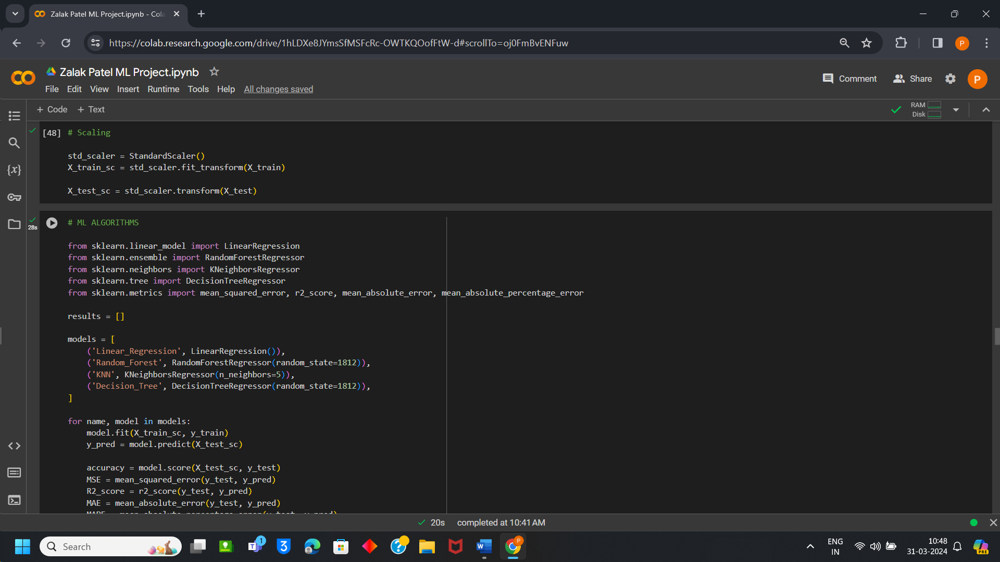 Zalak Patel ML Project.ipynb - Cola
https://colab.research.google.com/drive/1hLDXe8JYmsSfMSFcRc-OWTKQOofFtW-d#scrollTo=oj0FmBvENFuw
P
Zalak Patel ML Project.ipynb
Comment
Share
P
File Edit View Insert Runtime Tools Help All changes saved
+ Code + Text
RAM
Disk
[48] # Scaling
std_scaler = StandardScaler()
X_train_sc = std_scaler.fit_transform(X_train)
X_test_sc = std_scaler.transform(X_test)
28s
# ML ALGORITHMS
from sklearn.linear_model import LinearRegression
from sklearn.ensemble import RandomForestRegressor
from sklearn.neighbors import KNeighborsRegressor
from sklearn.tree import DecisionTreeRegressor
from sklearn.metrics import mean_squared_error, r2_score, mean_absolute_error, mean_absolute_percentage_error
results = []
models = [
('Linear_Regression', LinearRegression()),
('Random_Forest', RandomForestRegressor(random_state=1812)),
('KNN', KNeighborsRegressor(n_neighbors=5)),
('Decision_Tree', DecisionTreeRegressor(random_state=1812)),
]
for name, model in models:
model.fit(X_train_sc, y_train)
y_pred = model.predict(X_test_sc)
accuracy = model.score(X_test_sc, y_test)
MSE = mean_squared_error(y_test, y_pred)
R2_score = r2_score(y_test, y_pred)
MAE = mean_absolute_error(y_test, y_pred)
20s completed at 10:41 AM
Search
1
ENG
IN
10:48
31-03-2024
PRE